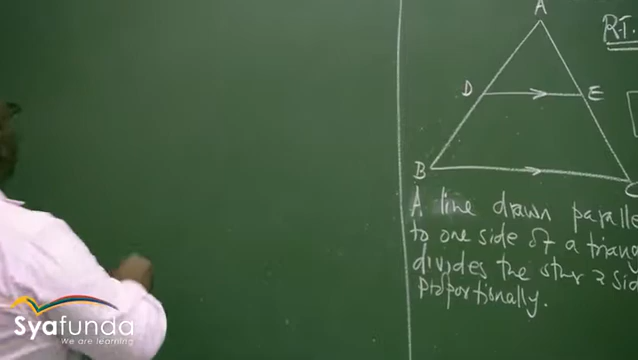 A
R.T.
D
E
B
C
A line drawn paralle
to one side of a triang
divides the other 2 sid
proportionally.
Syafunda
We are learning